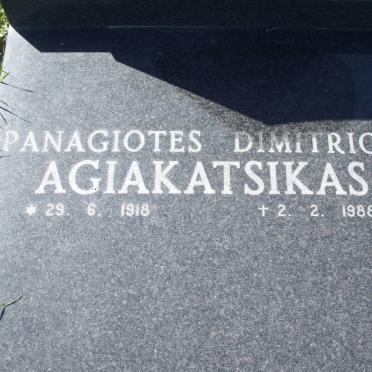 PANAGIOTES DIMITRIO
AGIAKATSIKAS
* 29. 6. 1918 † 2. 2. 1988